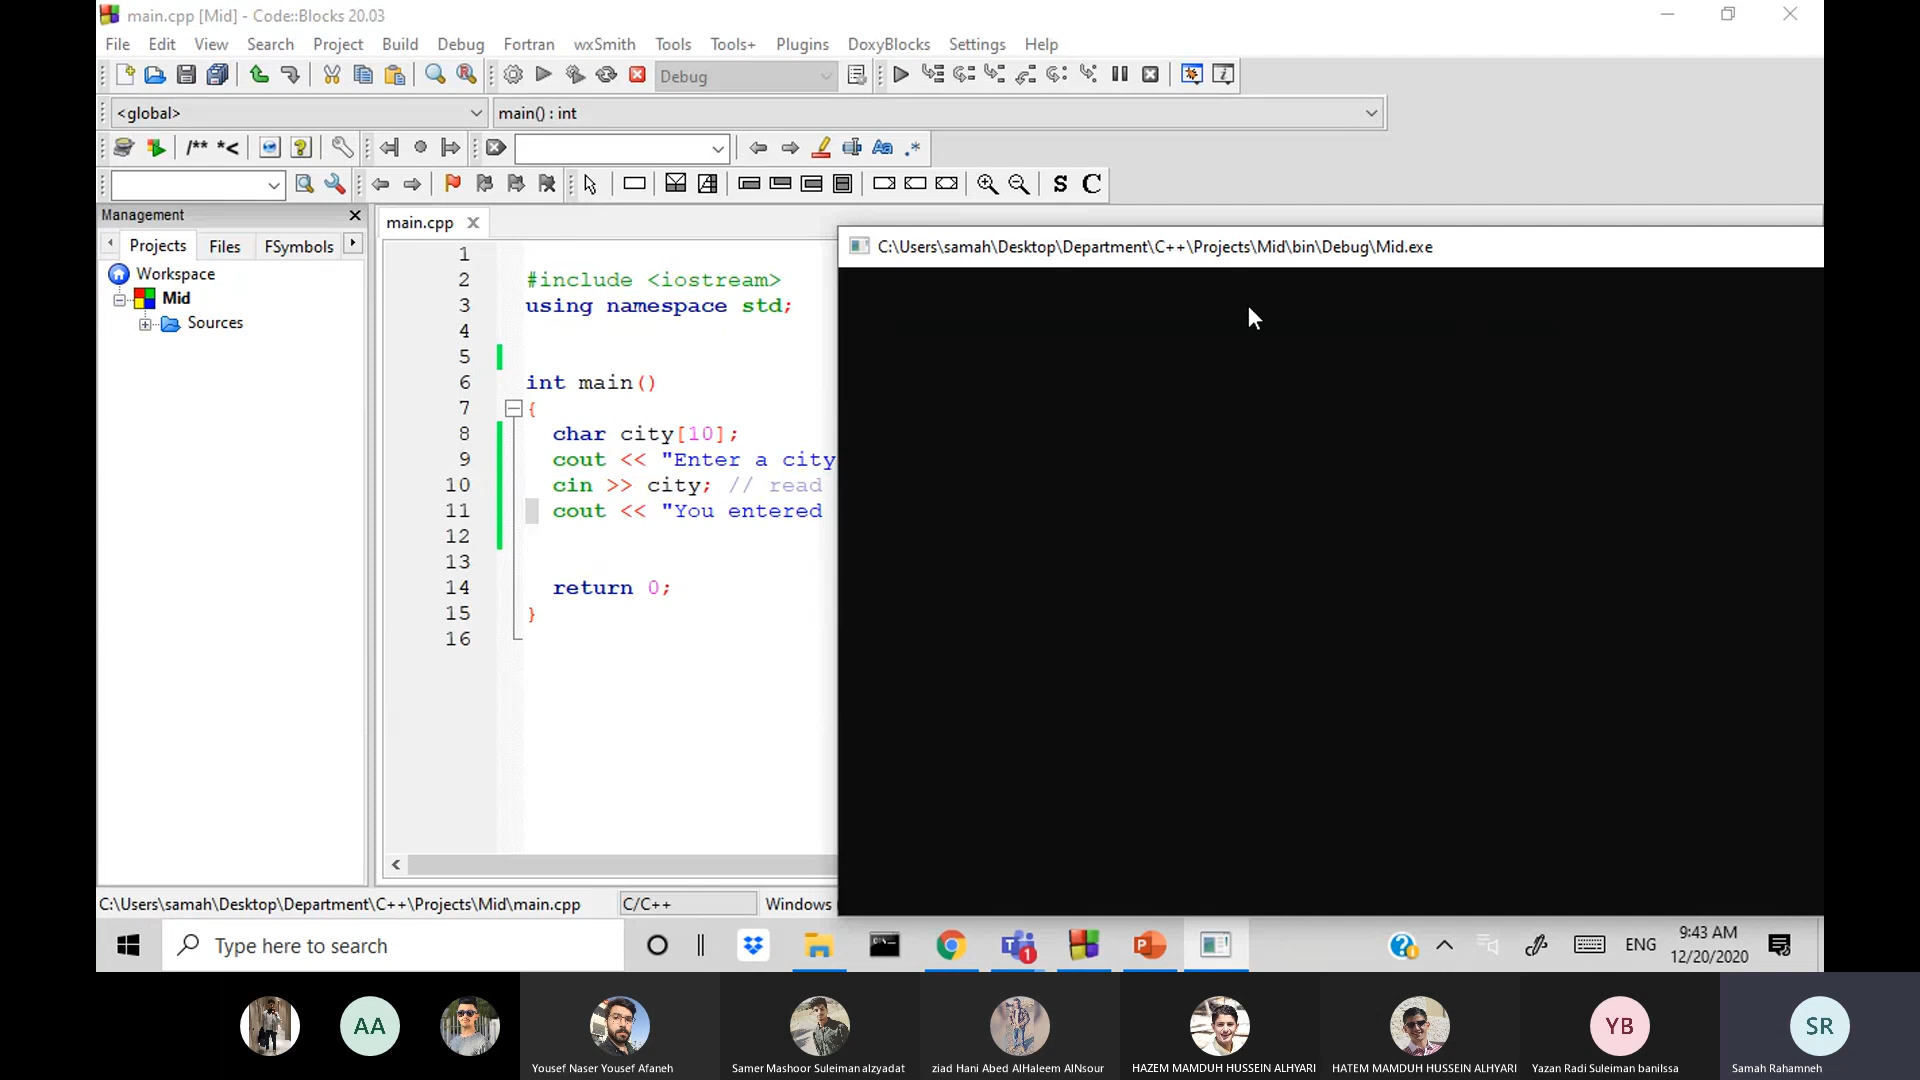 main.cpp [Mid] - Code::Blocks 20.03
File Edit View Search Project Build Debug Fortran wxSmith Tools Tools+ Plugins DoxyBlocks Settings Help
Debug
<global> main() : int
/** *<
Aa .*
S C
Management
Projects Files FSymbols
Workspace
Mid
Sources
main.cpp
C:\Users\samah\Desktop\Department\C++\Projects\Mid\bin\Debug\Mid.exe
1
2 #include <iostream>
3 using namespace std;
4
5
6 int main()
7 {
8 char city[10];
9 cout << "Enter a city
10 cin >> city; // read
11 cout << "You entered
12
13
14 return 0;
15 }
16
C:\Users\samah\Desktop\Department\C++\Projects\Mid\main.cpp C/C++ Windows
Type here to search
1
ENG
9:43 AM
12/20/2020
AA
YB
SR
Yousef Naser Yousef Afaneh
Samer Mashoor Suleiman alzyadat
ziad Hani Abed AlHaleem AlNsour
HAZEM MAMDUH HUSSEIN ALHYARI
HATEM MAMDUH HUSSEIN ALHYARI
Yazan Radi Suleiman baniIssa
Samah Rahamneh